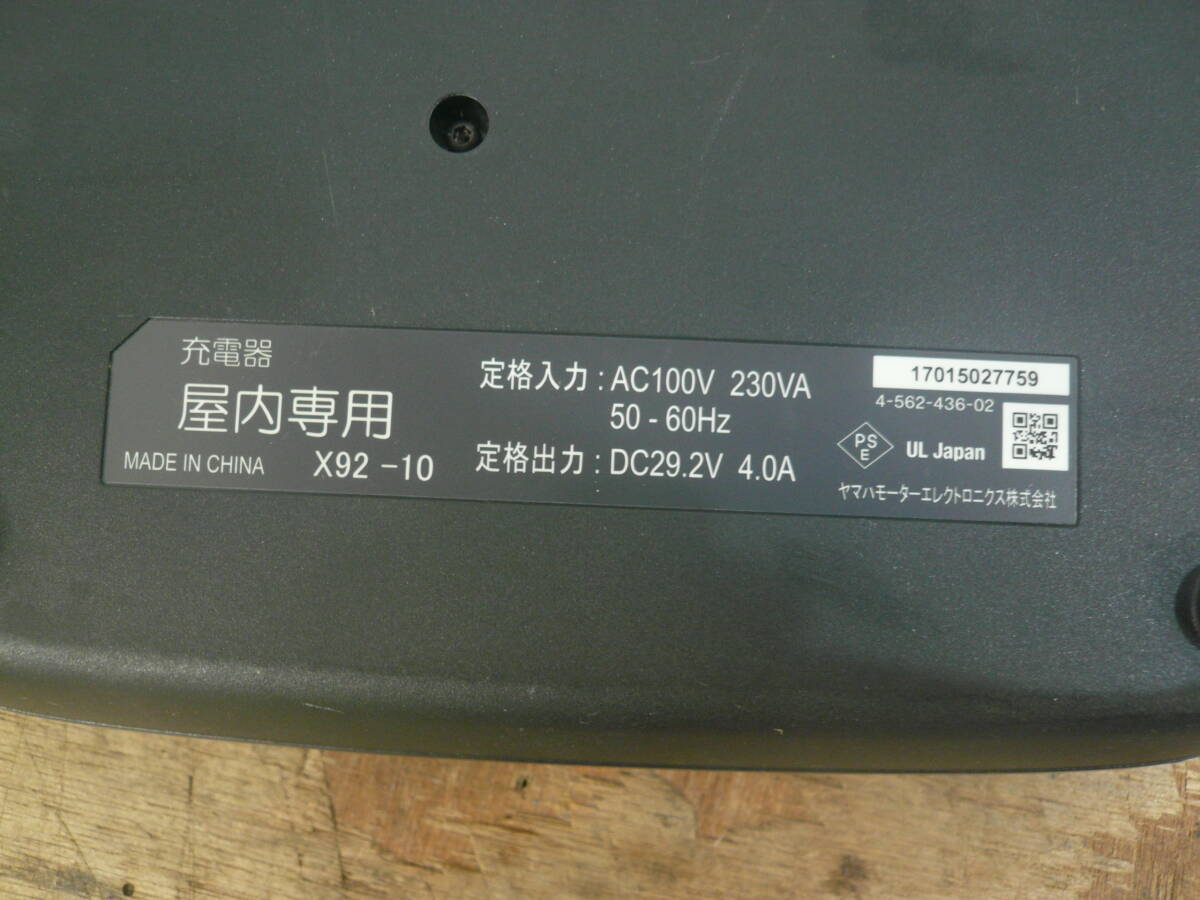 充電器
屋内専用
MADE IN CHINA X92-10
定格入力:AC100V 230VA
50-60Hz
定格出力:DC29.2V 4.0A
17015027759
4-562-436-02
PS
E
UL Japan
ヤマハモーターエレクトロニクス株式会社